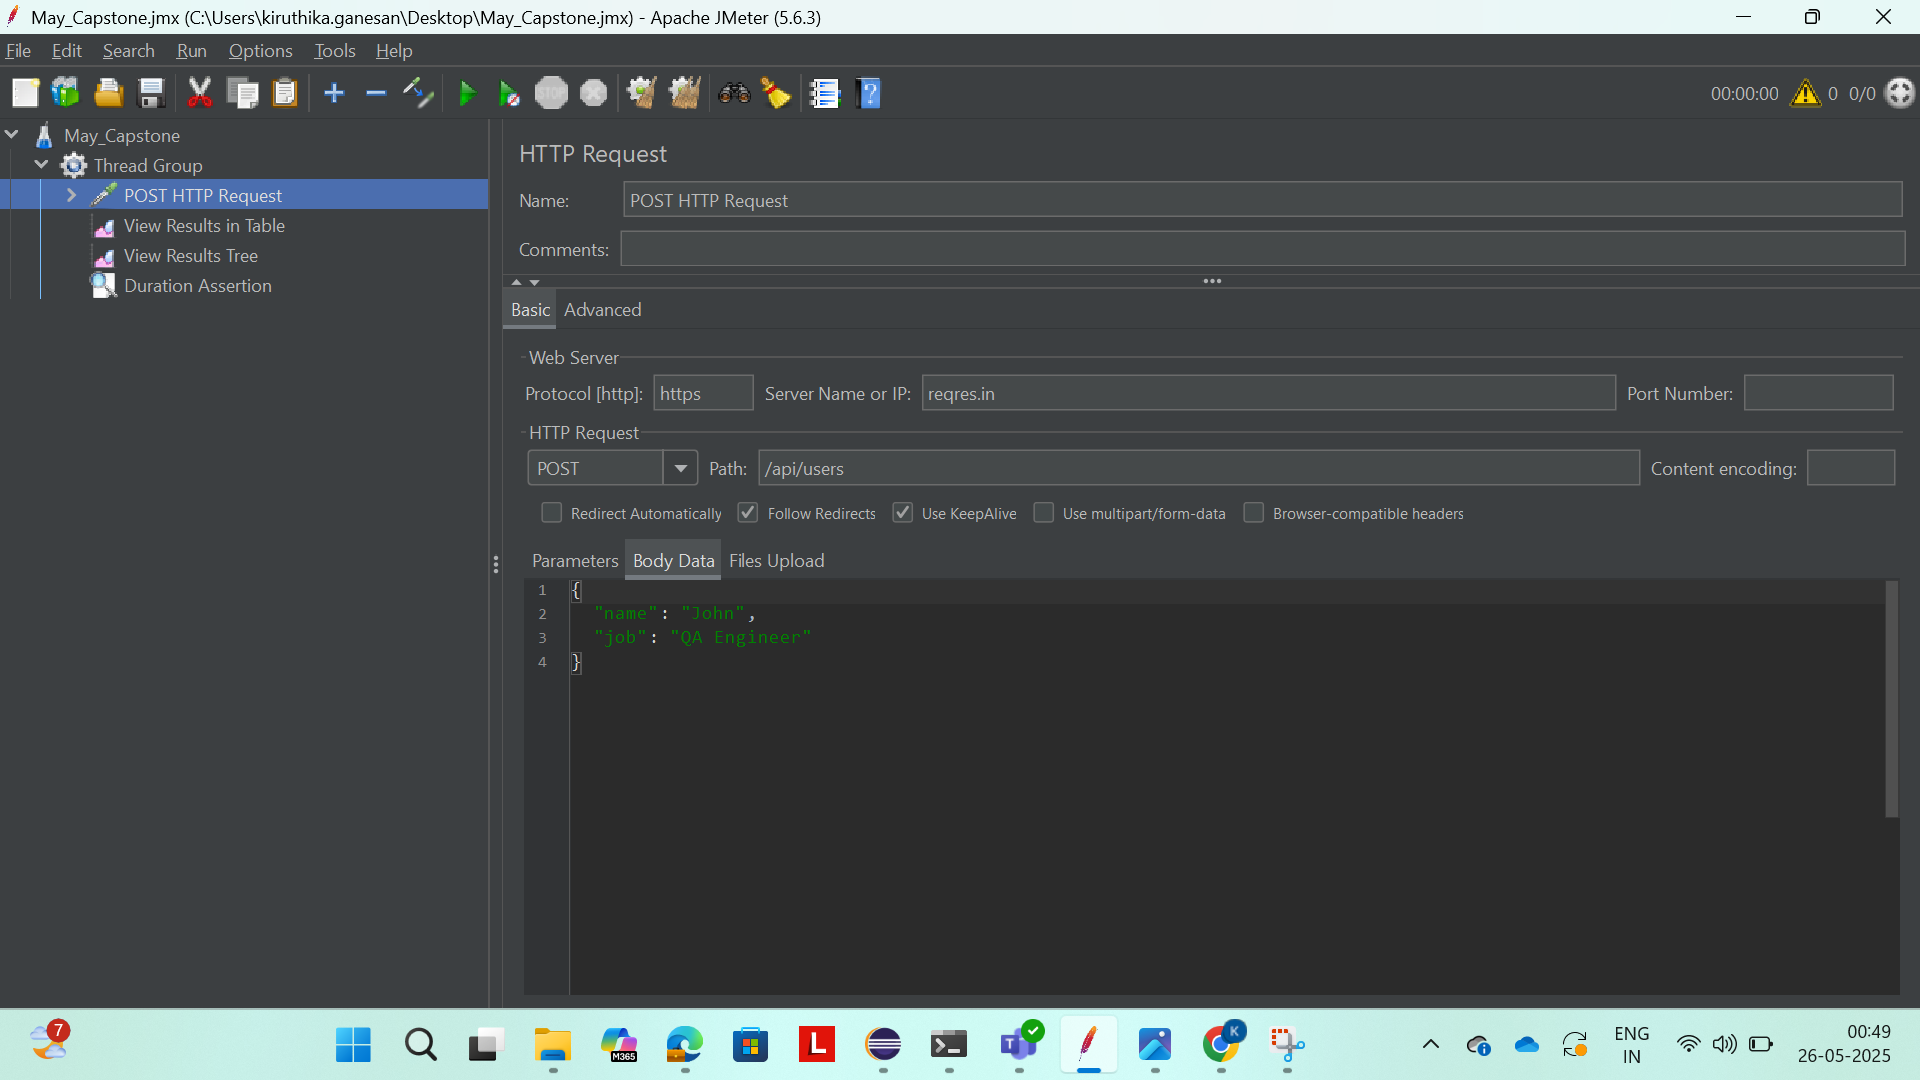 May_Capstone.jmx (C:\Users\kiruthika.ganesan\Desktop\May_Capstone.jmx) - Apache JMeter (5.6.3)
File Edit Search Run Options Tools Help
STOP
00:00:00 0 0/0
May_Capstone
Thread Group
POST HTTP Request
View Results in Table
View Results Tree
Duration Assertion
HTTP Request
Name: POST HTTP Request
Comments:
Basic Advanced
Web Server
Protocol [http]: https Server Name or IP: reqres.in Port Number:
HTTP Request
POST Path: /api/users Content encoding:
Redirect Automatically Follow Redirects Use KeepAlive Use multipart/form-data Browser-compatible headers
Parameters Body Data Files Upload
1 {
2 "name": "John",
3 "job": "QA Engineer"
4 }
7
M365
L
T
K
ENG
IN
00:49
26-05-2025